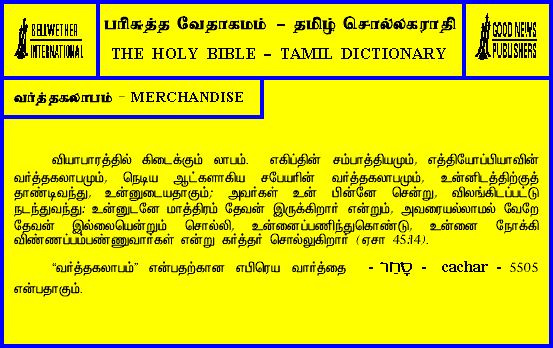 BELLWETHER
INTERNATIONAL
பரிசுத்த வேதாகமம் – தமிழ் சொல்லகராதி
THE HOLY BIBLE – TAMIL DICTIONARY
GOOD NEWS
PUBLISHERS
வர்த்தகலாபம் – MERCHANDISE
வியாபாரத்தில் கிடைக்கும் லாபம். எகிப்தின் சம்பாத்தியமும், எத்தியோப்பியாவின்
வர்த்தகலாபமும், நெடிய ஆட்களாகிய சபேயரின் வர்த்தகலாபமும், உன்னிடத்திற்குத்
தாண்டிவந்து, உன்னுடையதாகும்; அவர்கள் உன் பின்னே சென்று, விலங்கிடப்பட்டு
நடந்துவந்து; உன்னுடனே மாத்திரம் தேவன் இருக்கிறார் என்றும், அவரையல்லாமல் வேறே
தேவன் இல்லையென்றும் சொல்லி, உன்னைப்பணிந்துகொண்டு, உன்னை நோக்கி
விண்ணப்பம்பண்ணுவார்கள் என்று கர்த்தர் சொல்லுகிறார் (ஏசா 45:14).
“வர்த்தகலாபம்” என்பதற்கான எபிரெய வார்த்தை - סָחַר - cachar - 5505
என்பதாகும்.